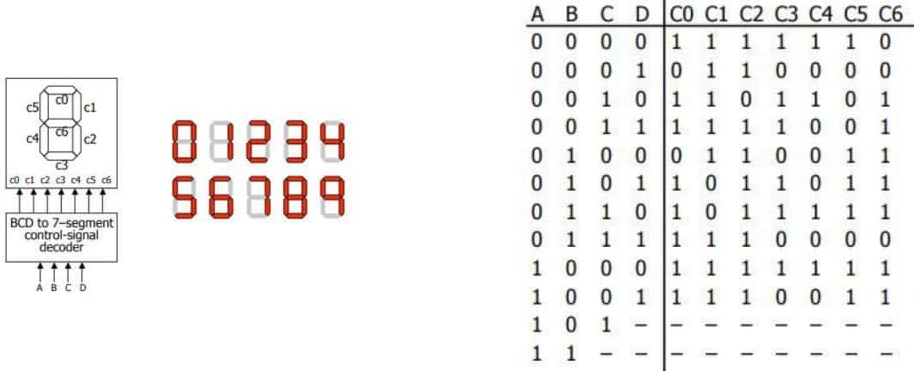 c0
c5 c1
c6
c4 c2
c3
c0 c1 c2 c3 c4 c5 c6
BCD to 7–segment
control-signal
decoder
A B C D
0 1 2 3 4
5 6 7 8 9
A B C D C0 C1 C2 C3 C4 C5 C6
0 0 0 0 1 1 1 1 1 1 0
0 0 0 1 0 1 1 0 0 0 0
0 0 1 0 1 1 0 1 1 0 1
0 0 1 1 1 1 1 1 0 0 1
0 1 0 0 0 1 1 0 0 1 1
0 1 0 1 1 0 1 1 0 1 1
0 1 1 0 1 0 1 1 1 1 1
0 1 1 1 1 1 1 0 0 0 0
1 0 0 0 1 1 1 1 1 1 1
1 0 0 1 1 1 1 0 0 1 1
1 0 1 – – – – – – – –
1 1 – – – – – – – – –